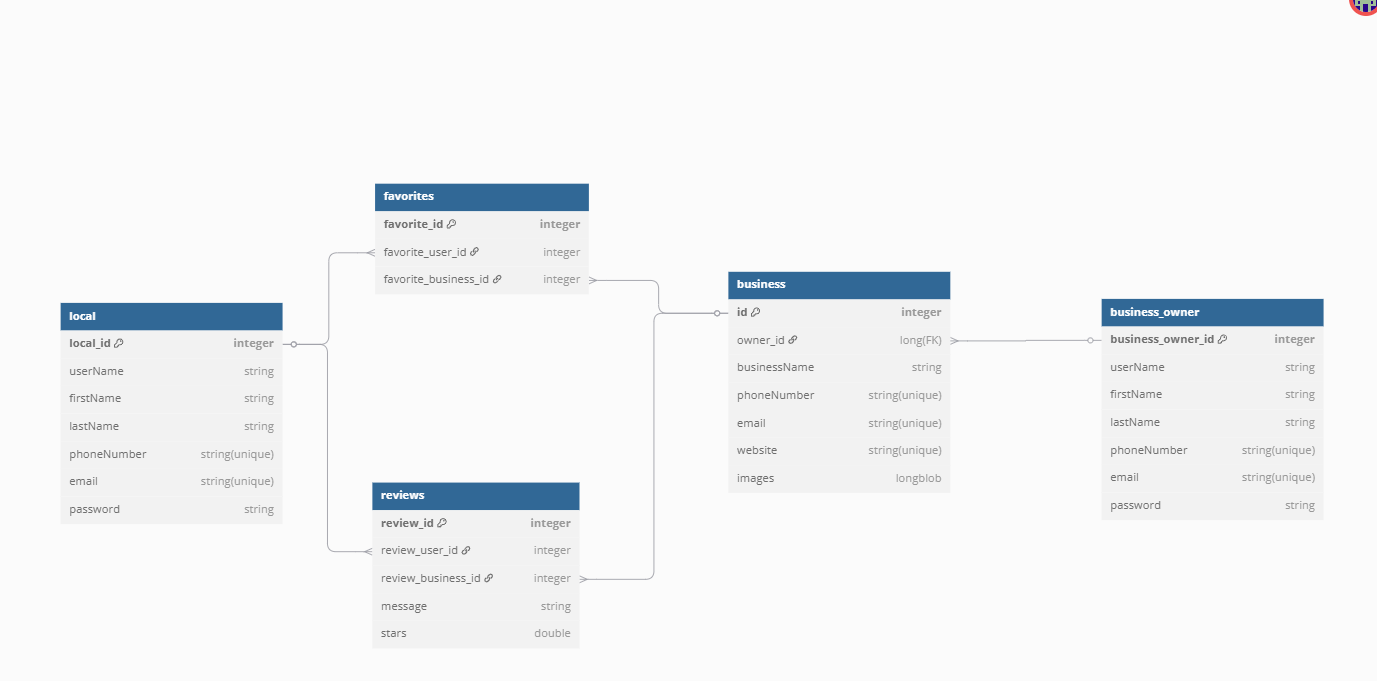 favorites
favorite_id integer
favorite_user_id integer
favorite_business_id integer
local
local_id integer
userName string
firstName string
lastName string
phoneNumber string(unique)
email string(unique)
password string
reviews
review_id integer
review_user_id integer
review_business_id integer
message string
stars double
business
id integer
owner_id long(FK)
businessName string
phoneNumber string(unique)
email string(unique)
website string(unique)
images longblob
business_owner
business_owner_id integer
userName string
firstName string
lastName string
phoneNumber string(unique)
email string(unique)
password string